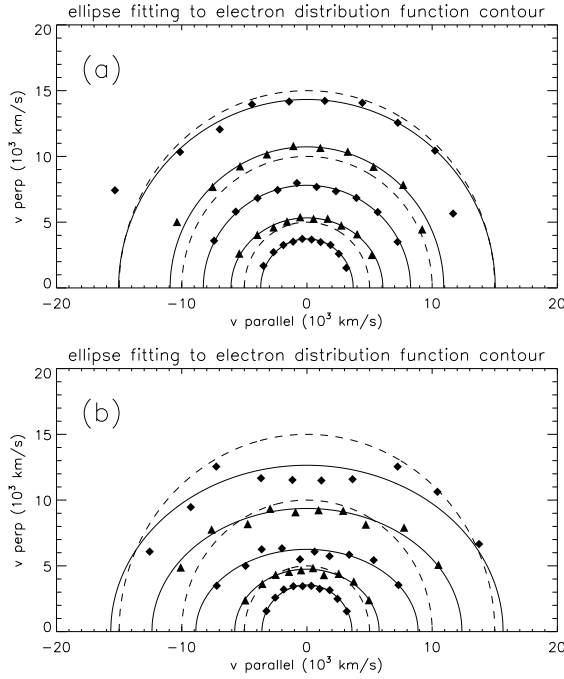 ellipse fitting to electron distribution function contour
(a)
20
15
10
5
0
v perp (10³ km/s)
−20
−10
0
10
20
v parallel (10³ km/s)
ellipse fitting to electron distribution function contour
(b)
20
15
10
5
0
v perp (10³ km/s)
−20
−10
0
10
20
v parallel (10³ km/s)